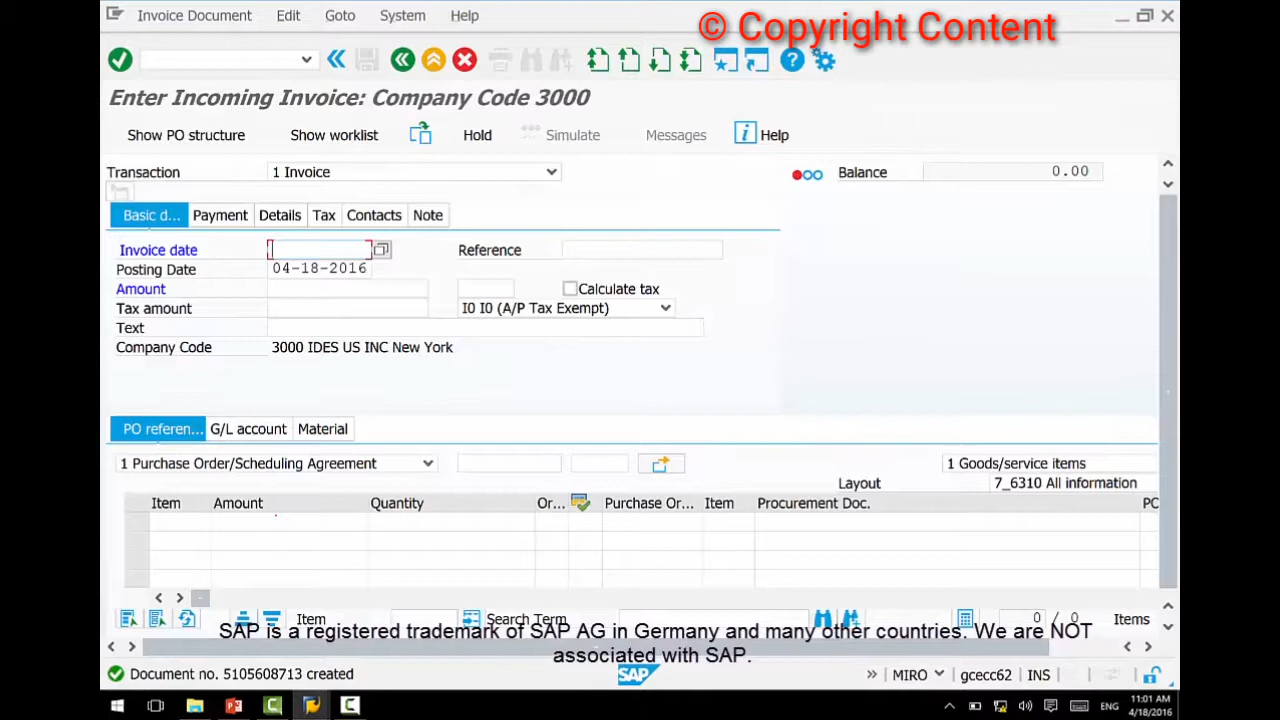 Invoice Document Edit Goto System Help
© Copyright Content
Enter Incoming Invoice: Company Code 3000
Show PO structure Show worklist Hold Simulate Messages i Help
Transaction 1 Invoice Balance 0.00
Basic d... Payment Details Tax Contacts Note
Invoice date Reference
Posting Date 04-18-2016
Amount Calculate tax
Tax amount I0 I0 (A/P Tax Exempt)
Text
Company Code 3000 IDES US INC New York
PO referen... G/L account Material
1 Purchase Order/Scheduling Agreement 1 Goods/service items
Layout 7_6310 All information
Item Amount Quantity Or... Purchase Or... Item Procurement Doc. PO
Item Search Term 0 / 0 Items
SAP is a registered trademark of SAP AG in Germany and many other countries. We are NOT
associated with SAP.
Document no. 5105608713 created SAP MIRO gcecc62 INS
ENG 11:01 AM
4/18/2016